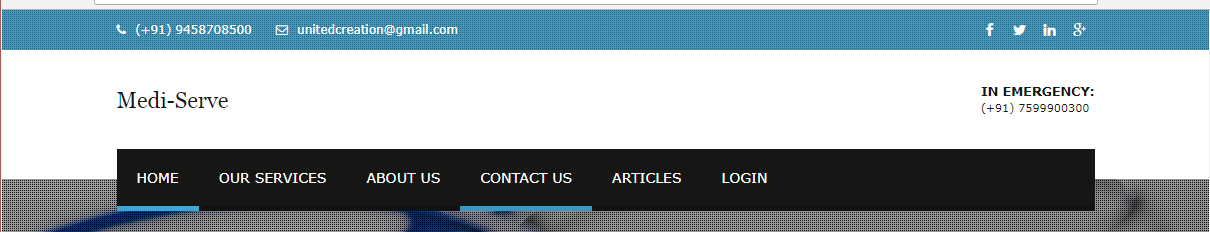 (+91) 9458708500 unitedcreation@gmail.com
Medi-Serve
IN EMERGENCY:
(+91) 7599900300
HOME OUR SERVICES ABOUT US CONTACT US ARTICLES LOGIN